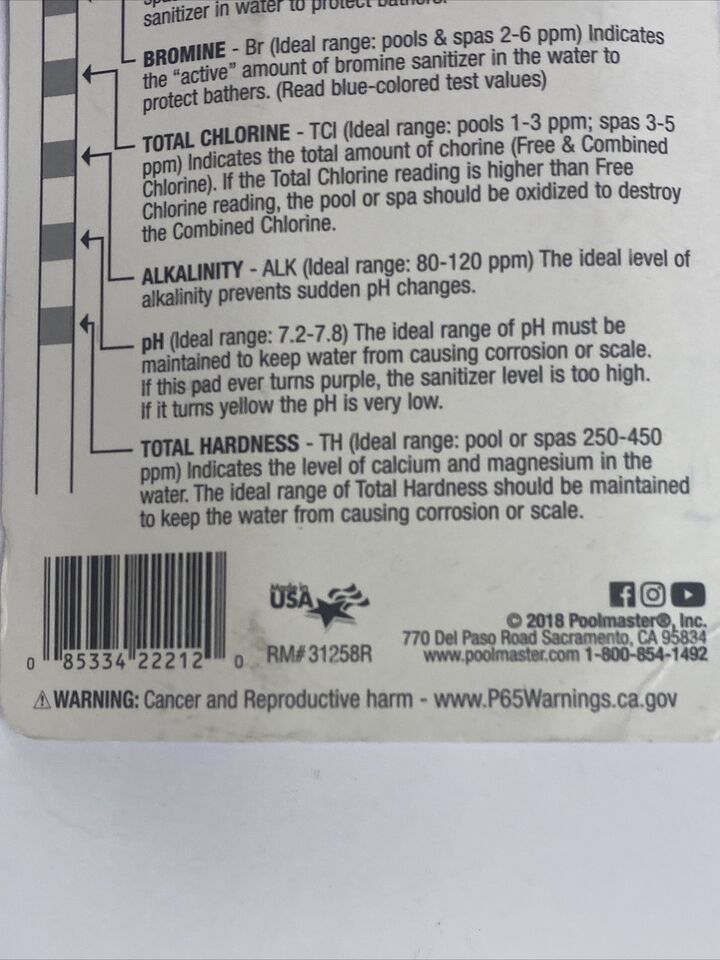 sanitizer in water to protect bathers.
BROMINE - Br (Ideal range: pools & spas 2-6 ppm) Indicates
the “active” amount of bromine sanitizer in the water to
protect bathers. (Read blue-colored test values)
TOTAL CHLORINE - TCl (Ideal range: pools 1-3 ppm; spas 3-5
ppm) Indicates the total amount of chorine (Free & Combined
Chlorine). If the Total Chlorine reading is higher than Free
Chlorine reading, the pool or spa should be oxidized to destroy
the Combined Chlorine.
ALKALINITY - ALK (Ideal range: 80-120 ppm) The ideal level of
alkalinity prevents sudden pH changes.
pH (Ideal range: 7.2-7.8) The ideal range of pH must be
maintained to keep water from causing corrosion or scale.
If this pad ever turns purple, the sanitizer level is too high.
If it turns yellow the pH is very low.
TOTAL HARDNESS - TH (Ideal range: pool or spas 250-450
ppm) Indicates the level of calcium and magnesium in the
water. The ideal range of Total Hardness should be maintained
to keep the water from causing corrosion or scale.
Made in
USA
© 2018 Poolmaster®, Inc.
770 Del Paso Road Sacramento, CA 95834
www.poolmaster.com 1-800-854-1492
0 85334 22212 0
RM# 31258R
⚠ WARNING: Cancer and Reproductive harm - www.P65Warnings.ca.gov